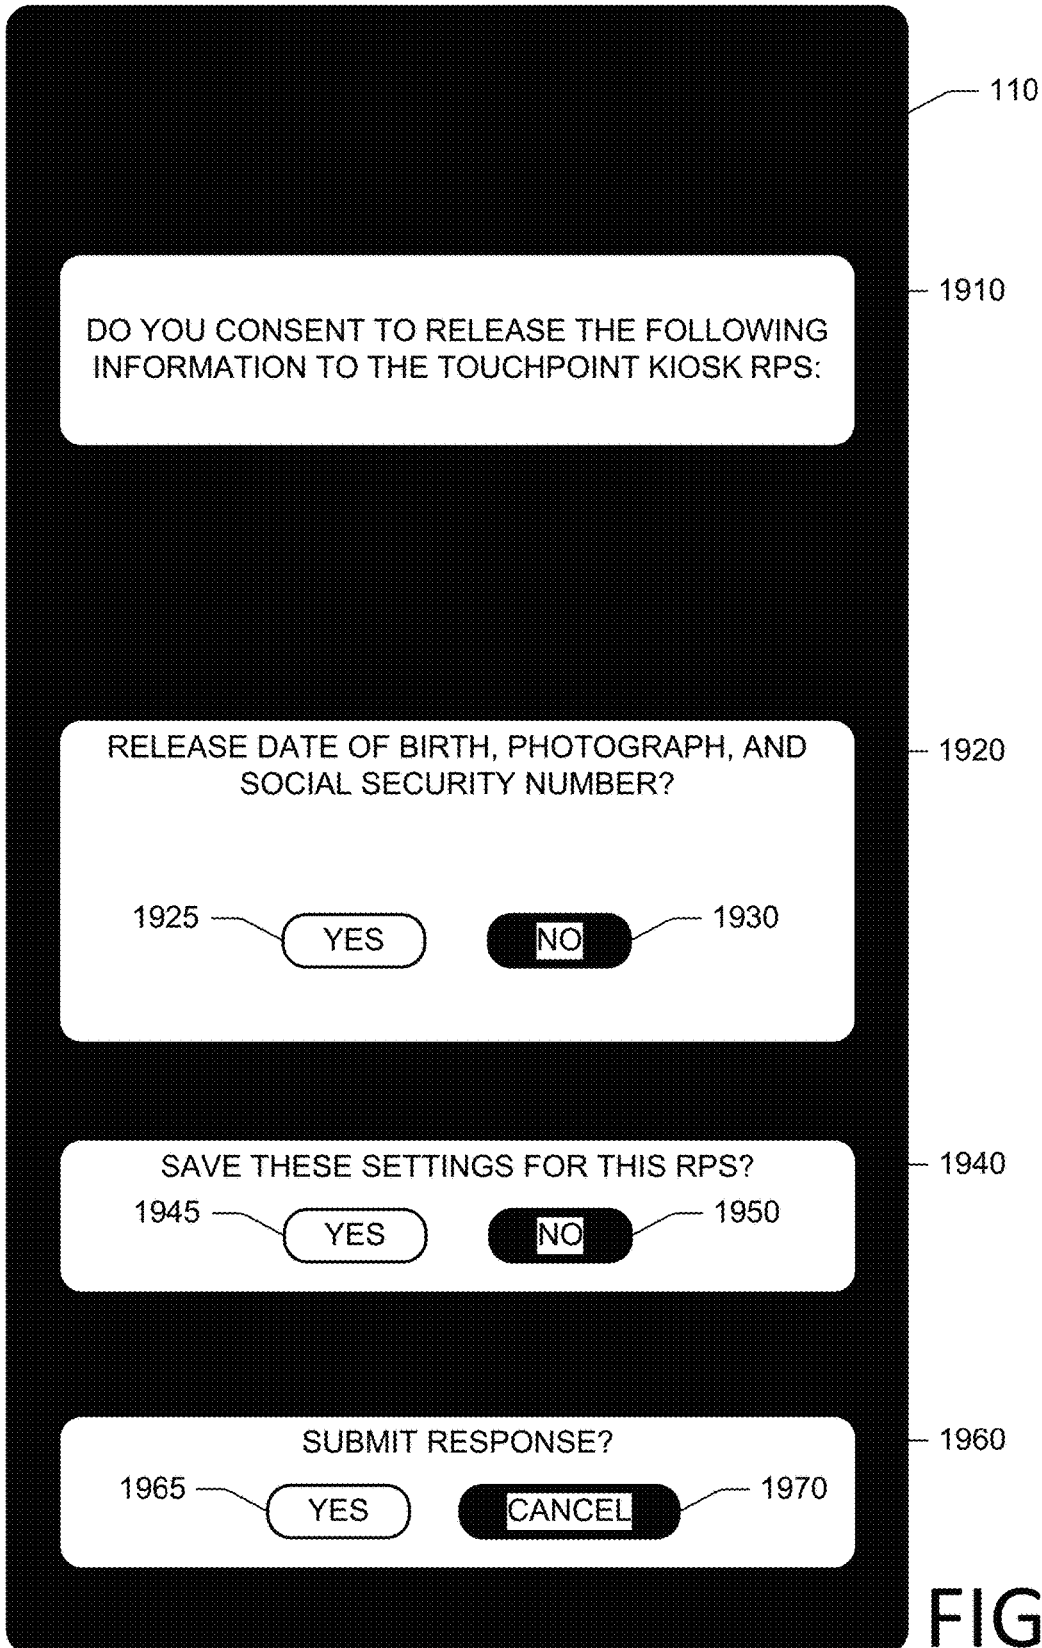 110
1910
DO YOU CONSENT TO RELEASE THE FOLLOWING
INFORMATION TO THE TOUCHPOINT KIOSK RPS:
1920
RELEASE DATE OF BIRTH, PHOTOGRAPH, AND
SOCIAL SECURITY NUMBER?
1925 YES NO 1930
1940
SAVE THESE SETTINGS FOR THIS RPS?
1945 YES NO 1950
1960
SUBMIT RESPONSE?
1965 YES CANCEL 1970
FIG